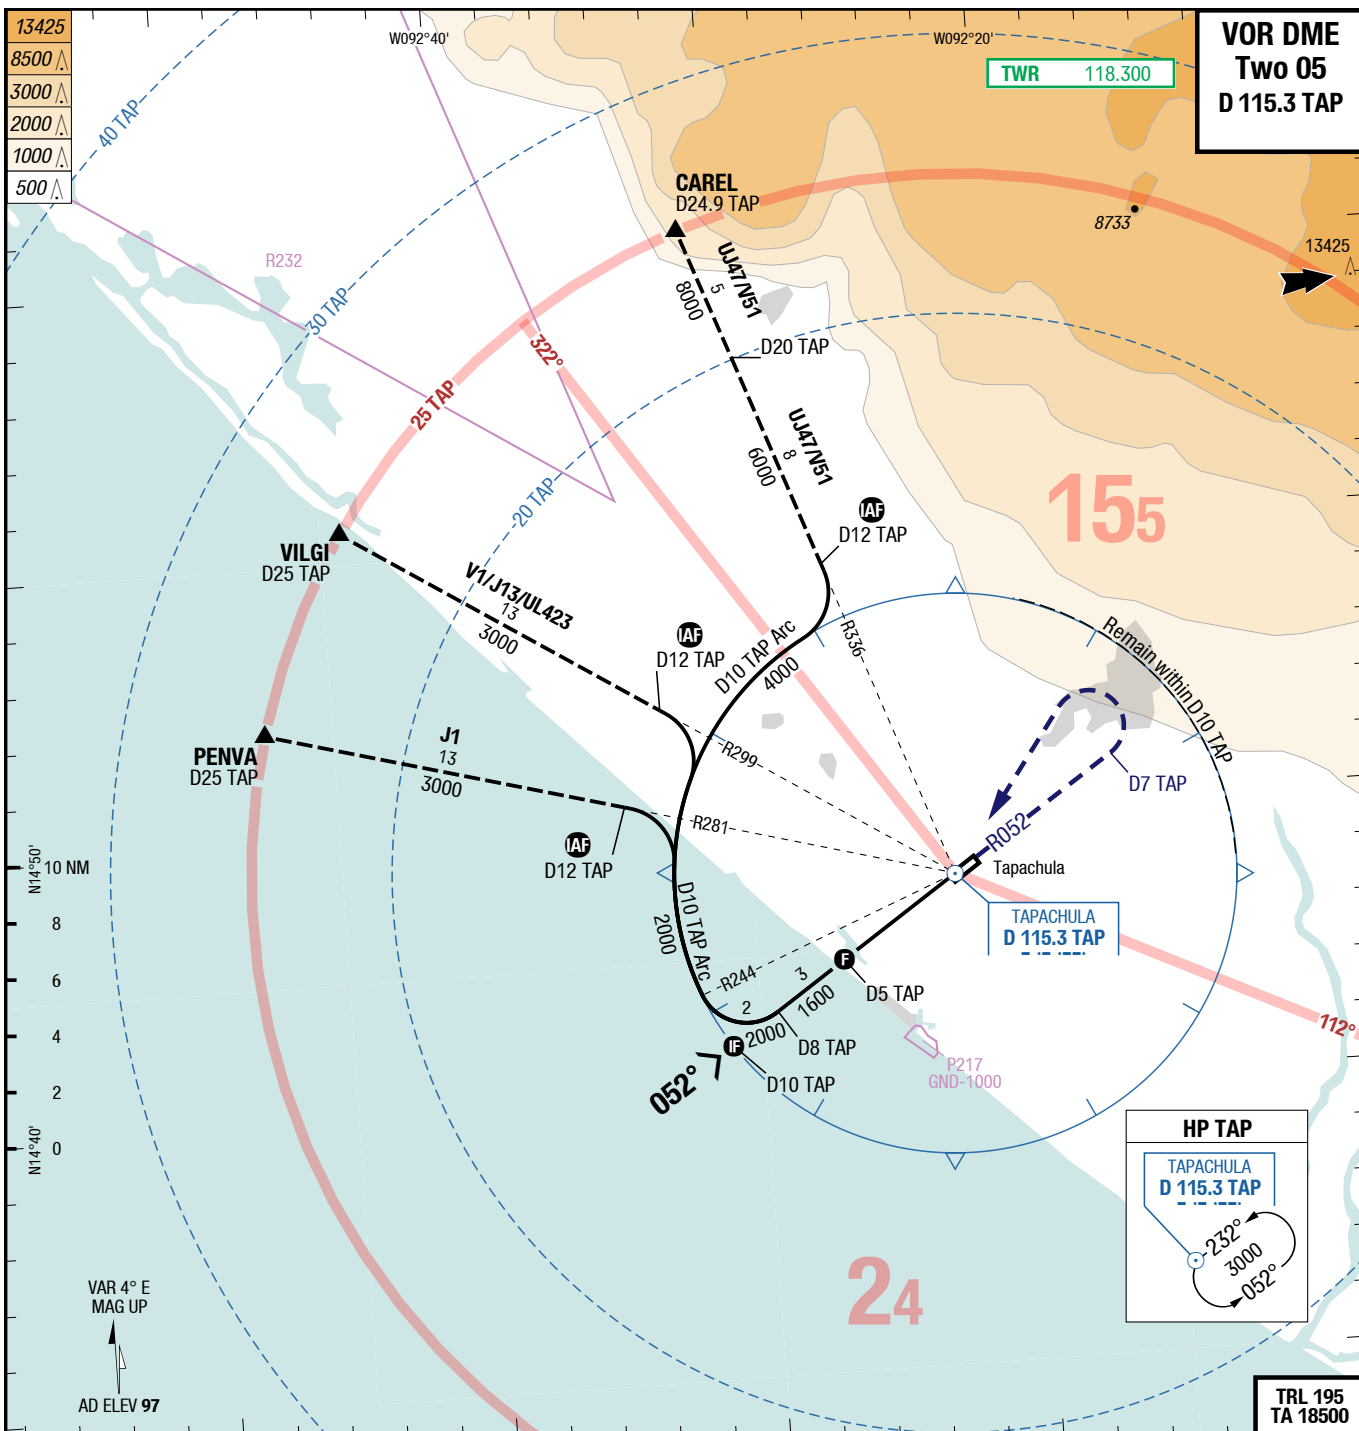 13425
8500
3000
2000
1000
500
W092°40'
W092°20'
VOR DME
Two 05
D 115.3 TAP
TWR 118.300
40 TAP
30 TAP
25 TAP
20 TAP
R232
CAREL
D24.9 TAP
UJ47/V51
5
8000
D20 TAP
UJ47/V51
8
6000
IAF
D12 TAP
8733
13425
322°
155
VILGI
D25 TAP
V1/J13/UL423
13
3000
IAF
D12 TAP
D10 TAP Arc
4000
R336
Remain within D10 TAP
PENVA
D25 TAP
J1
13
3000
R299
R281
IAF
D12 TAP
D7 TAP
R052
Tapachula
TAPACHULA
D 115.3 TAP
D10 TAP Arc
2000
R244
2
3
2000
1600
F
D5 TAP
D8 TAP
IF
D10 TAP
052°
P217
GND-1000
112°
N14°50'
10 NM
8
6
4
2
0
N14°40'
24
HP TAP
TAPACHULA
D 115.3 TAP
232°
3000
052°
VAR 4° E
MAG UP
AD ELEV 97
TRL 195
TA 18500